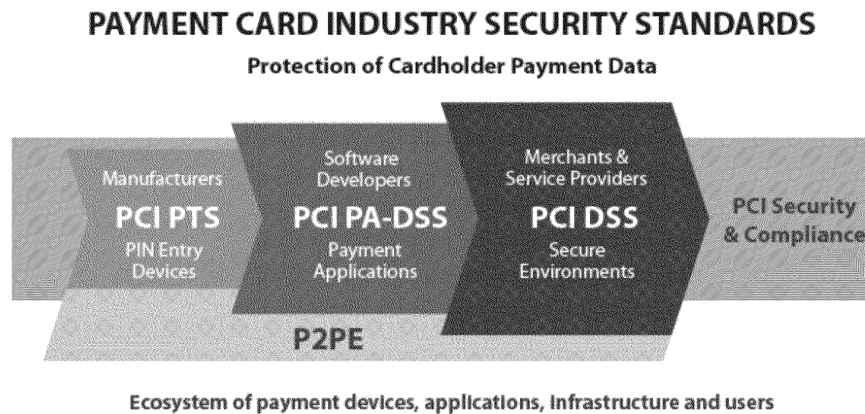 PAYMENT CARD INDUSTRY SECURITY STANDARDS
Protection of Cardholder Payment Data
Manufacturers
PCI PTS
PIN Entry
Devices
Software
Developers
PCI PA-DSS
Payment
Applications
Merchants &
Service Providers
PCI DSS
Secure
Environments
PCI Security
& Compliance
P2PE
Ecosystem of payment devices, applications, infrastructure and users